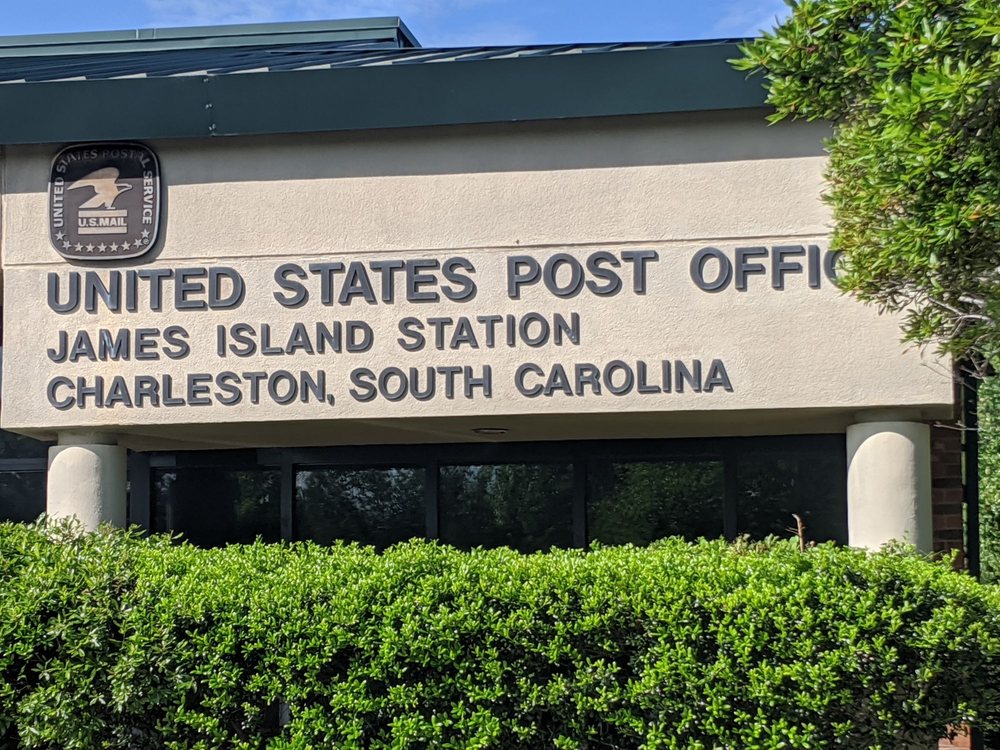 UNITED STATES POSTAL SERVICE
U.S.MAIL
UNITED STATES POST OFFIC
JAMES ISLAND STATION
CHARLESTON, SOUTH CAROLINA